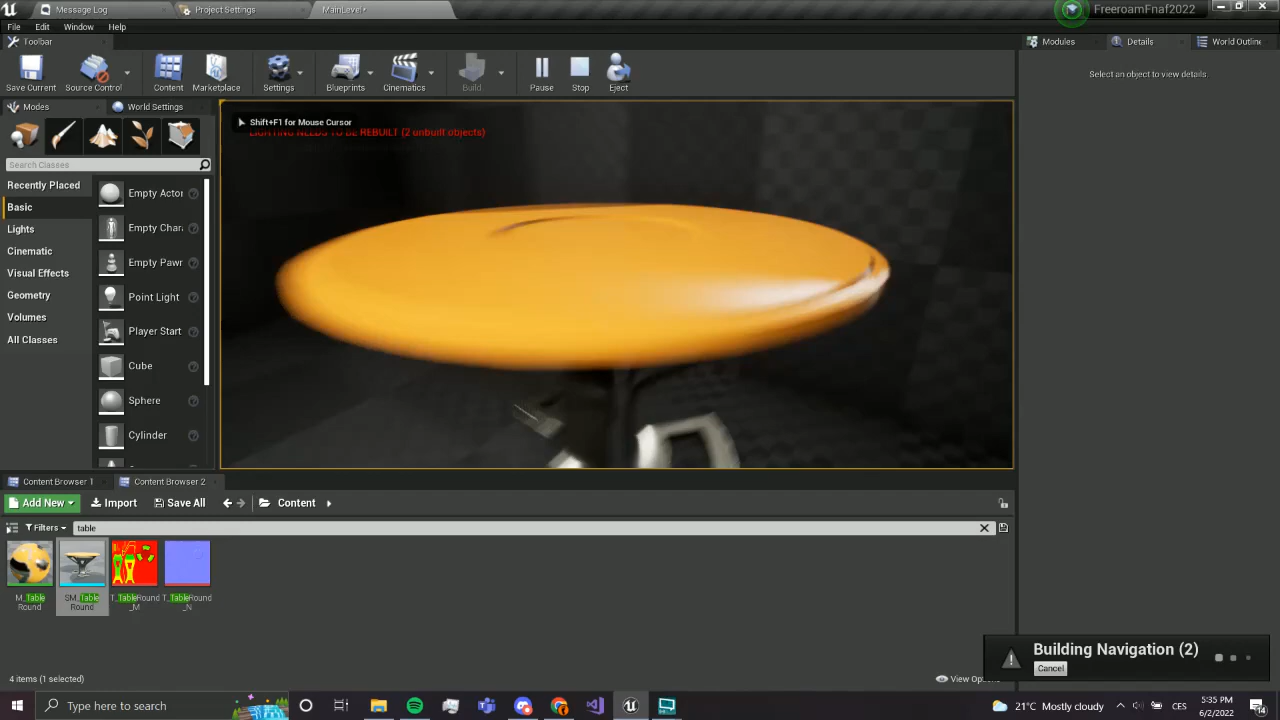 Message Log
Project Settings
MainLevel*
FreeroamFnaf2022
File Edit Window Help
Toolbar
Modules
Details
World Outline
Save Current
Source Control
Content
Marketplace
Settings
Blueprints
Cinematics
Build
Pause
Stop
Eject
Select an object to view details.
Modes
World Settings
Shift+F1 for Mouse Cursor
LIGHTING NEEDS TO BE REBUILT (2 unbuilt objects)
Search Classes
Recently Placed
Basic
Lights
Cinematic
Visual Effects
Geometry
Volumes
All Classes
Empty Actor
Empty Chara
Empty Pawn
Point Light
Player Start
Cube
Sphere
Cylinder
Content Browser 1
Content Browser 2
Add New
Import
Save All
Content
Filters
table
M_Table
Round
SM_Table
Round
T_TableRound
_M
T_TableRound
_N
4 items (1 selected)
View Options
Building Navigation (2)
Cancel
Type here to search
21°C Mostly cloudy
CES
5:35 PM
6/2/2022
14